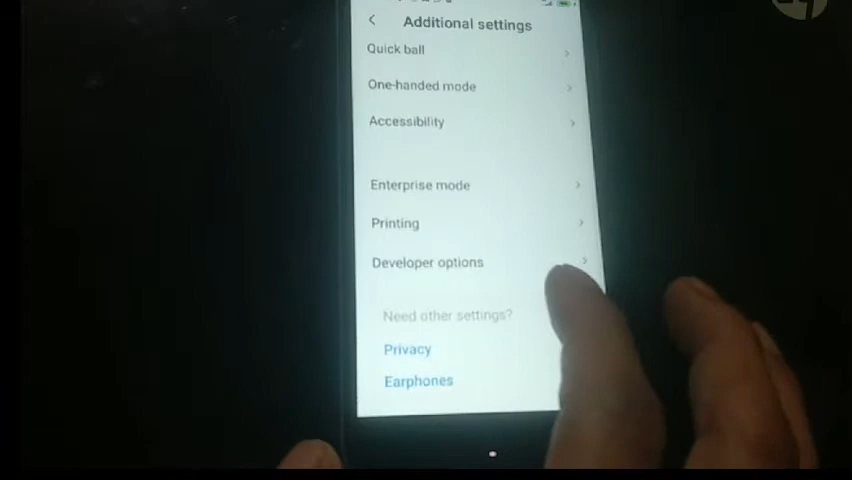 Additional settings
Quick ball
One-handed mode
Accessibility
Enterprise mode
Printing
Developer options
Need other settings?
Privacy
Earphones